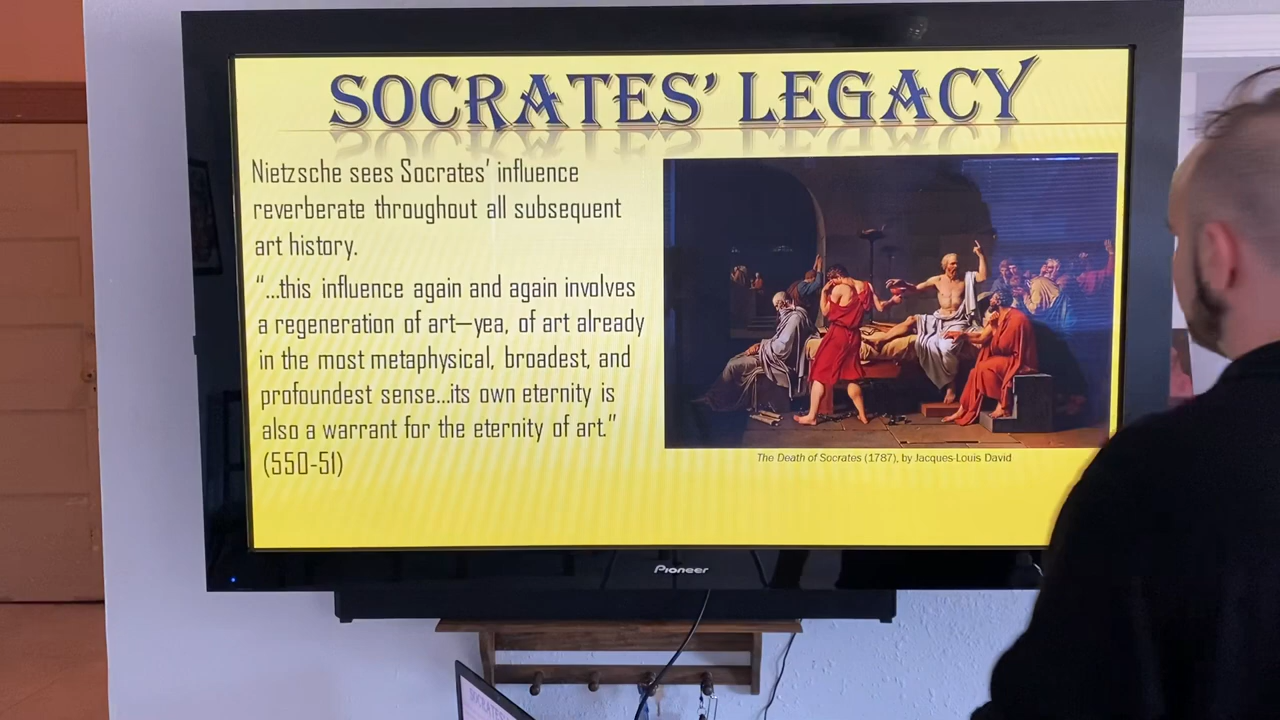 SOCRATES' LEGACY
Nietzsche sees Socrates' influence
reverberate throughout all subsequent
art history.
"...this influence again and again involves
a regeneration of art—yea, of art already
in the most metaphysical, broadest, and
profoundest sense...its own eternity is
also a warrant for the eternity of art."
(550-51)
The Death of Socrates (1787), by Jacques-Louis David
Pioneer